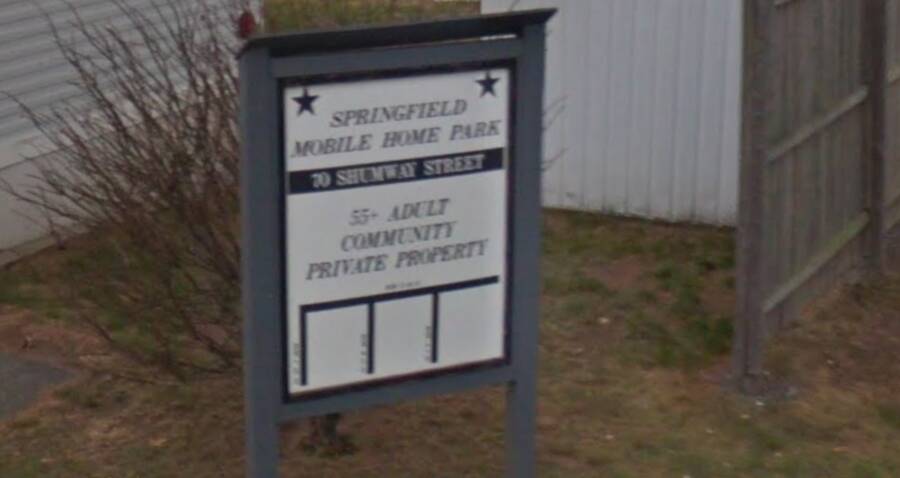 SPRINGFIELD
MOBILE HOME PARK
70 SHUMWAY STREET
55+ ADULT
COMMUNITY
PRIVATE PROPERTY